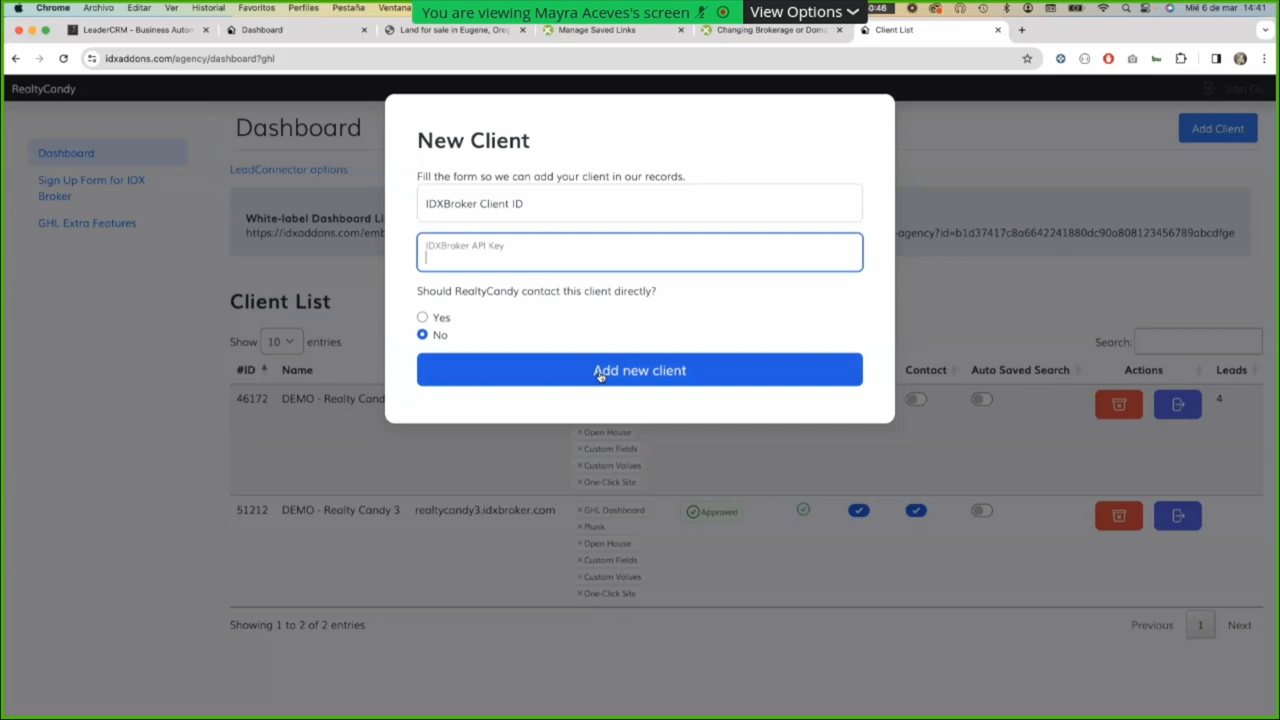 Chrome Archivo Editar Ver Historial Favoritos Perfiles Pestaña Ventana
You are viewing Mayra Aceves's screen
View Options
0:46
Mié 6 de mar 14:41
LeaderCRM - Business Auton
Dashboard
Land for sale in Eugene, Oreg
Manage Saved Links
Changing Brokerage or Doma
Client List
idxaddons.com/agency/dashboard?ghl
RealtyCandy
Sign Ou
Dashboard
Sign Up Form for IDX
Broker
GHL Extra Features
Dashboard
Add Client
LeadConnector options
White-label Dashboard Li
https://idxaddons.com/emb
-agency?id=b1d37417c8a6642241880dc90a808123456789abcdfge
New Client
Fill the form so we can add your client in our records.
IDXBroker Client ID
IDXBroker API Key
Should RealtyCandy contact this client directly?
Yes
No
Add new client
Client List
Show 10 entries
Search:
#ID Name Contact Auto Saved Search Actions Leads
46172 DEMO - Realty Cand 4
× Open House
× Custom Fields
× Custom Values
× One-Click Site
51212 DEMO - Realty Candy 3 realtycandy3.idxbroker.com × GHL Dashboard Approved
× Plunk
× Open House
× Custom Fields
× Custom Values
× One-Click Site
Showing 1 to 2 of 2 entries
Previous 1 Next